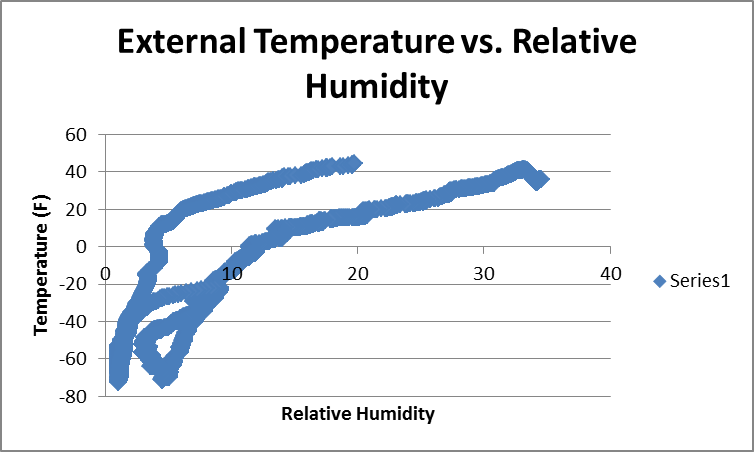 External Temperature vs. Relative
Humidity
60
40
20
0
-20
-40
-60
-80
0
10
20
30
40
Temperature (F)
Relative Humidity
Series1